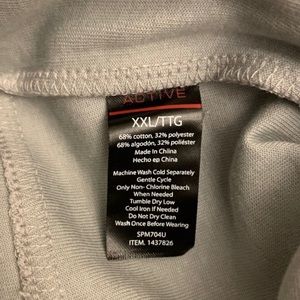 ACTIVE
XXL/TTG
68% cotton, 32% polyester
68% algodón, 32% poliéster
Made In China
Hecho en China
Machine Wash Cold Separately
Gentle Cycle
Only Non- Chlorine Bleach
When Needed
Tumble Dry Low
Cool Iron If Needed
Do Not Dry Clean
Wash Once Before Wearing
SPM704U
ITEM. 1437826